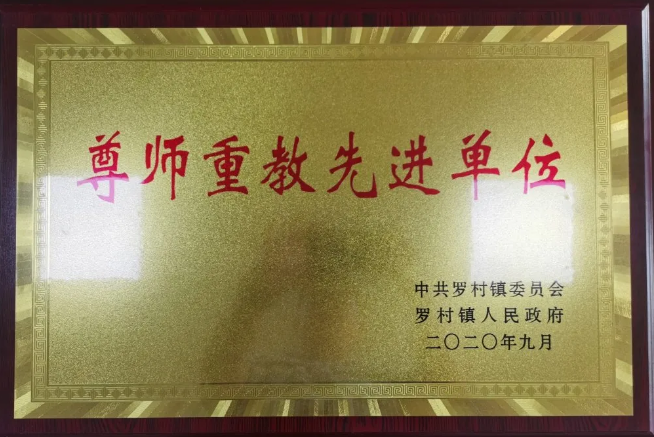 尊师重教先进单位
中共罗村镇委员会
罗村镇人民政府
二〇二〇年九月